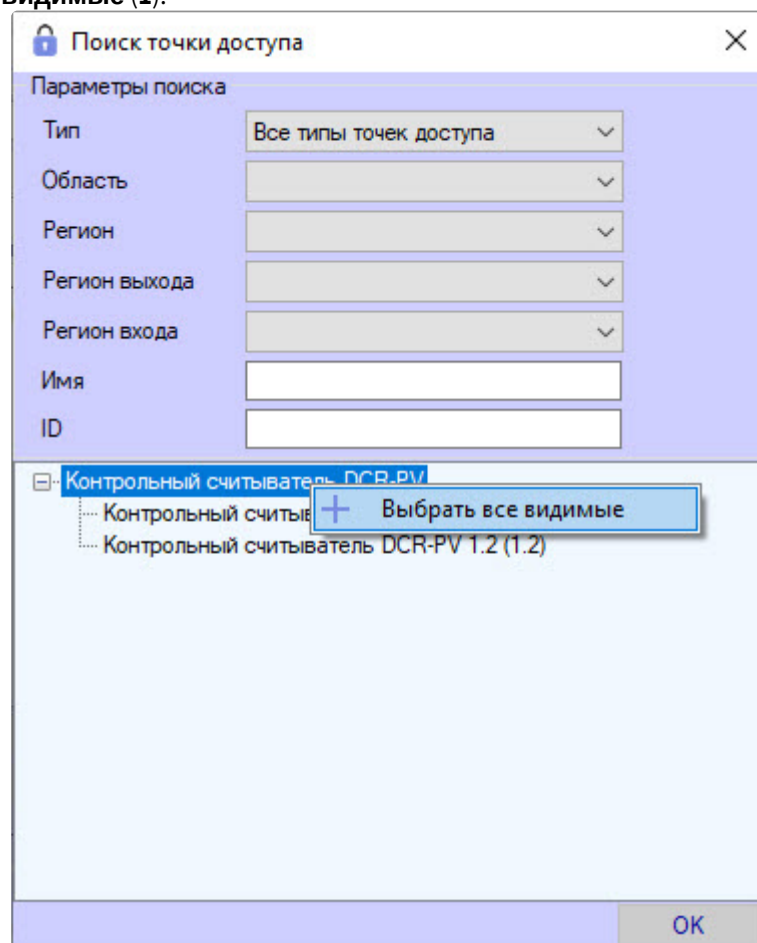 видимые (1).
Поиск точки доступа
Параметры поиска
Тип Все типы точек доступа
Область
Регион
Регион выхода
Регион входа
Имя
ID
Контрольный считыватель DCR-PV
Выбрать все видимые
Контрольный
Контрольный считыватель DCR-PV 1.2 (1.2)
OK